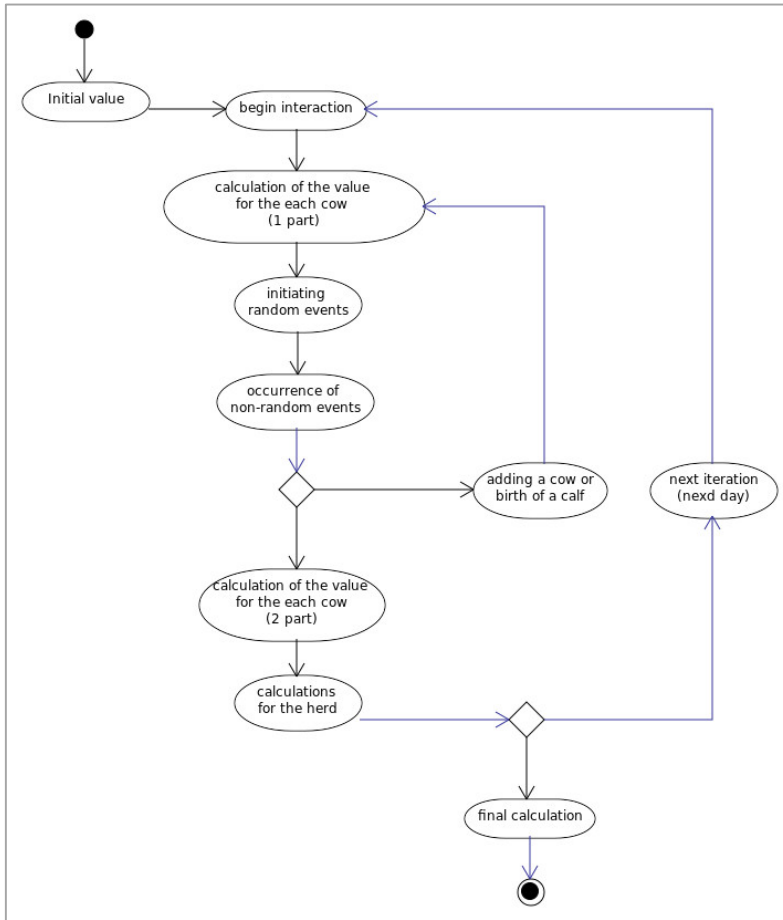 Initial value
begin interaction
calculation of the value
for the each cow
(1 part)
initiating
random events
occurrence of
non-random events
adding a cow or
birth of a calf
next iteration
(nexd day)
calculation of the value
for the each cow
(2 part)
calculations
for the herd
final calculation